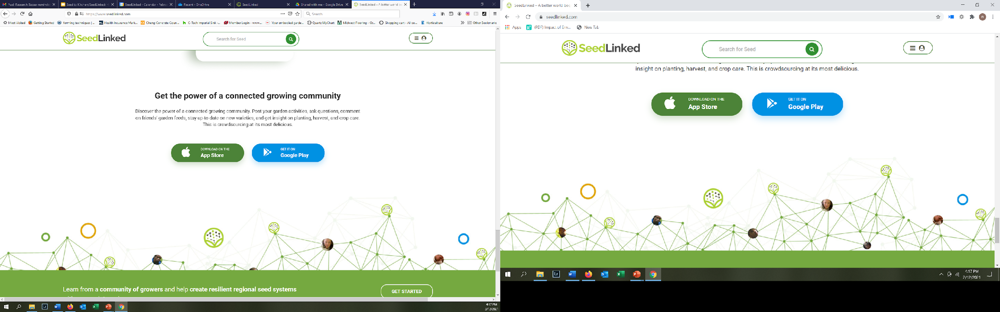 Fwd: Research Bazaar reminder
Seed to Kitchen/SeedLinked: H
SeedLinked - Calendar - Februa
Recent - OneDrive
SeedLinked
Shared with me - Google Drive
SeedLinked – A better world be
https://www.seedlinked.com
Search
Most Visited
Getting Started
forming techniques | ...
Health Insurance Mark...
Cheng Concrete Coun...
C-Tech Imperial Sink -...
Member Login - www....
Your embodied garde...
Quartz MyChart
Midwest Flooring - Os...
Shopping cart - All so...
Horticulture
Other Bookmarks
SeedLinked
Search for Seed
Get the power of a connected growing community
Discover the power of a connected growing community. Post your garden activities, ask questions, comment
on friends' garden feeds, stay up-to-date on new varieties, and get insight on planting, harvest, and crop care.
This is crowdsourcing at its most delicious.
DOWNLOAD ON THE
App Store
GET IT ON
Google Play
Learn from a community of growers and help create resilient regional seed systems
GET STARTED
4:17 PM
2/12/2021
SeedLinked – A better world bec
seedlinked.com
n
Apps
(PDF) Impact of Env...
New Tab
SeedLinked
Search for Seed
insight on planting, harvest, and crop care. This is crowdsourcing at its most delicious.
DOWNLOAD ON THE
App Store
GET IT ON
Google Play
4:17 PM
2/12/2021